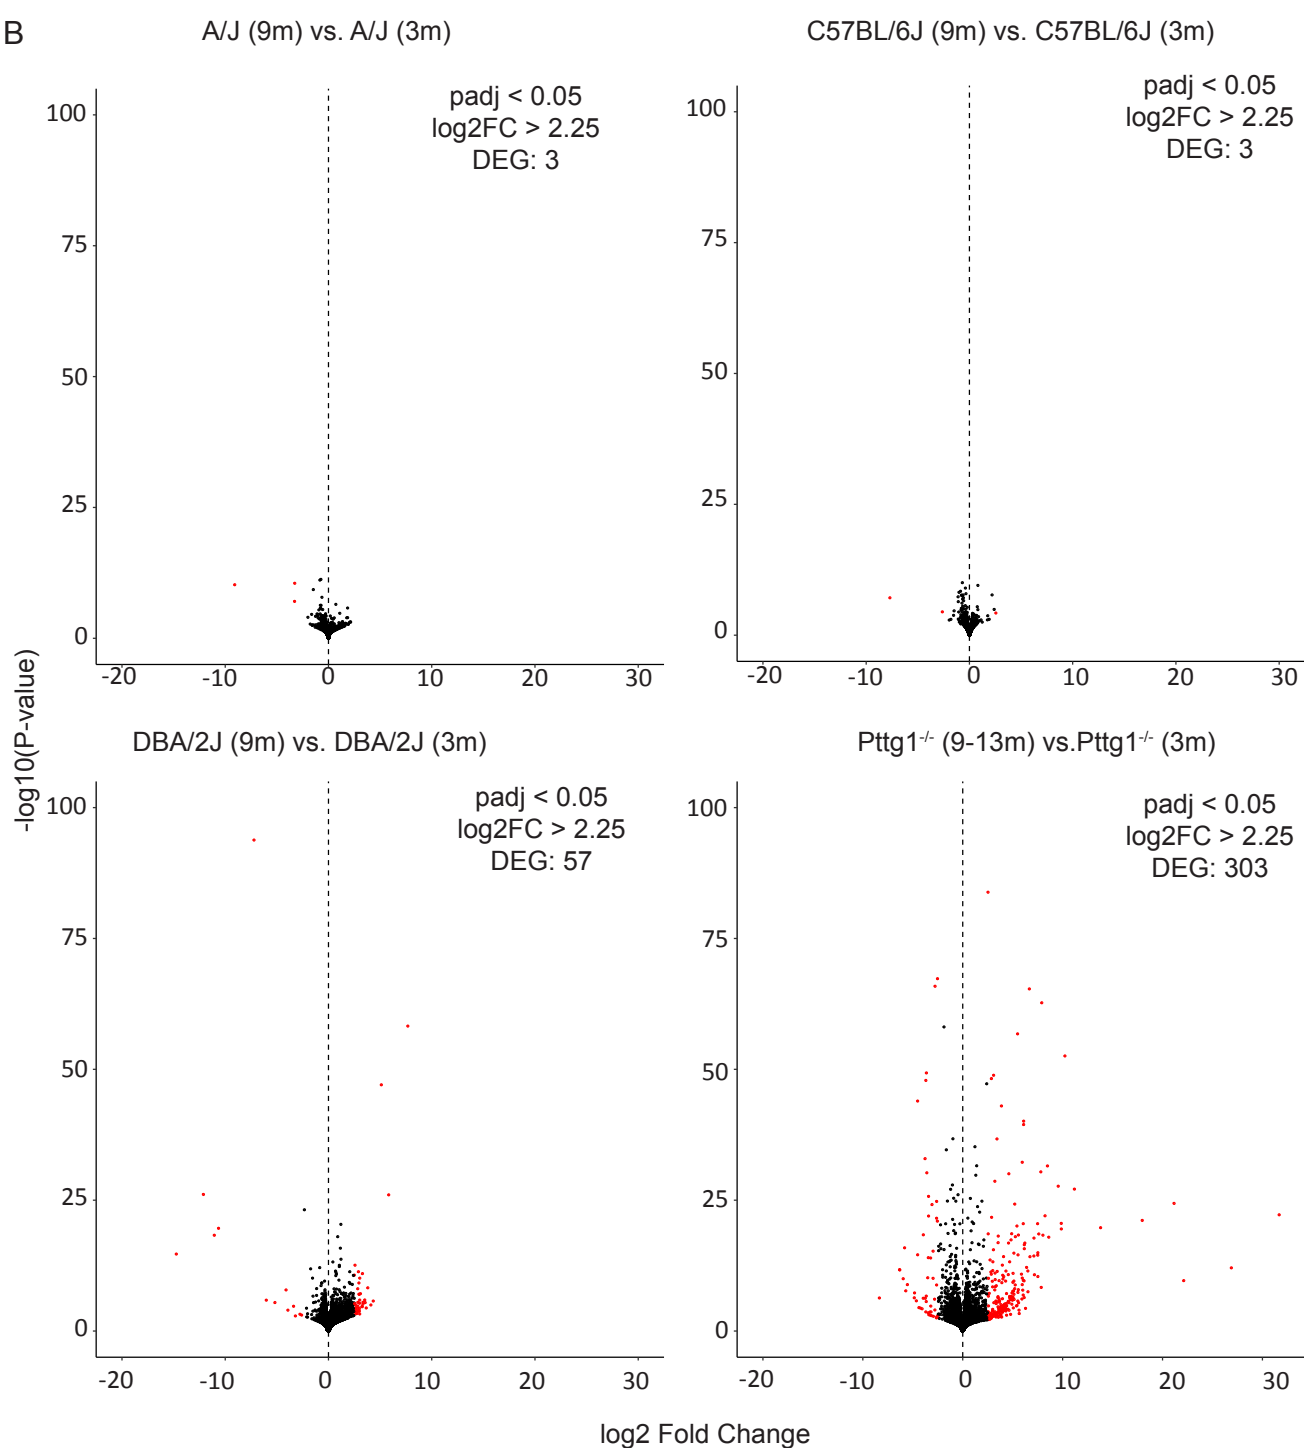 B
A/J (9m) vs. A/J (3m)
C57BL/6J (9m) vs. C57BL/6J (3m)
padj < 0.05
log2FC > 2.25
DEG: 3
padj < 0.05
log2FC > 2.25
DEG: 3
100
75
50
25
0
-20 -10 0 10 20 30
100
75
50
25
0
-20 -10 0 10 20 30
-log10(P-value)
DBA/2J (9m) vs. DBA/2J (3m)
Pttg1-/- (9-13m) vs.Pttg1-/- (3m)
padj < 0.05
log2FC > 2.25
DEG: 57
padj < 0.05
log2FC > 2.25
DEG: 303
100
75
50
25
0
-20 -10 0 10 20 30
100
75
50
25
0
-20 -10 0 10 20 30
log2 Fold Change